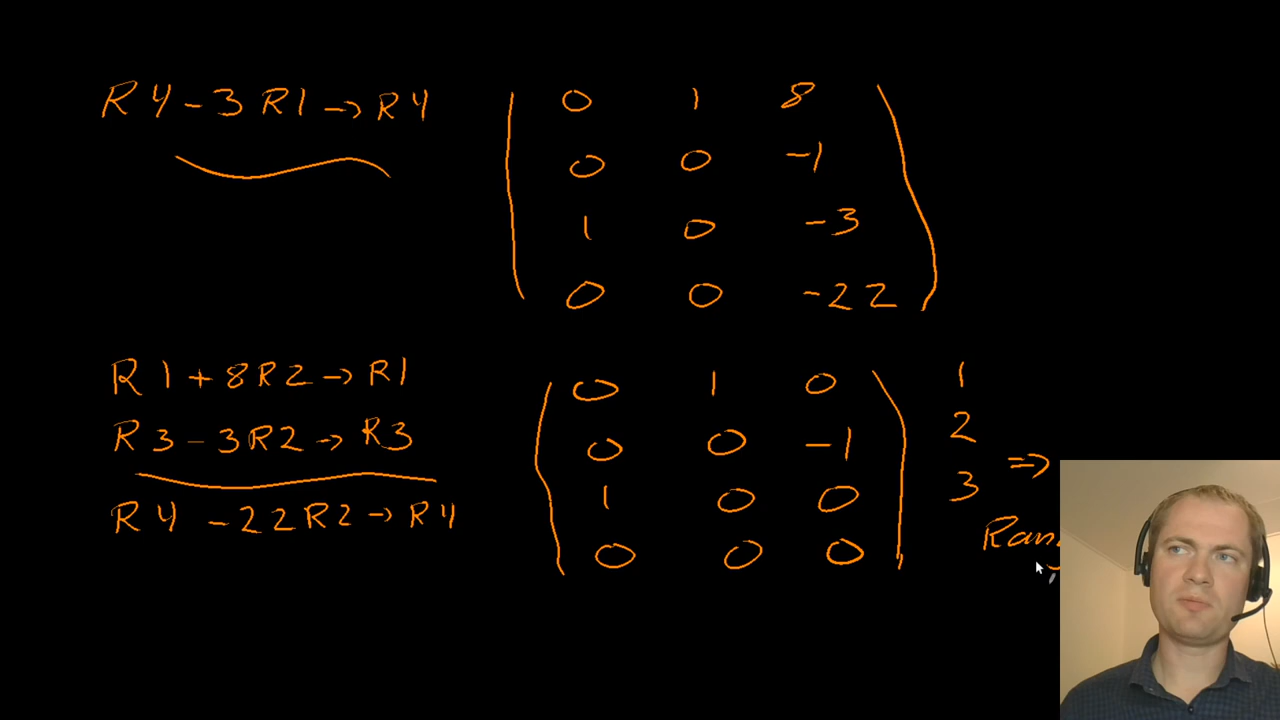 R4 - 3R1 → R4
0 1 8
0 0 -1
1 0 -3
0 0 -22
R1 + 8R2 → R1
R3 - 3R2 → R3
R4 - 22R2 → R4
0 1 0 1
0 0 -1 2
1 0 0 3 ⇒
0 0 0